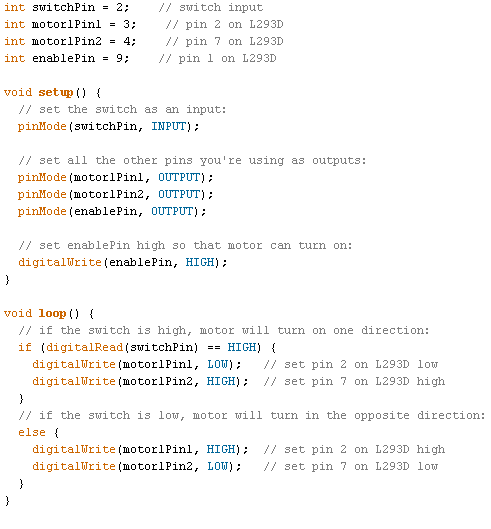 int switchPin = 2;    // switch input
int motor1Pin1 = 3;    // pin 2 on L293D
int motor1Pin2 = 4;    // pin 7 on L293D
int enablePin = 9;    // pin 1 on L293D

void setup() {
  // set the switch as an input:
  pinMode(switchPin, INPUT);

  // set all the other pins you're using as outputs:
  pinMode(motor1Pin1, OUTPUT);
  pinMode(motor1Pin2, OUTPUT);
  pinMode(enablePin, OUTPUT);

  // set enablePin high so that motor can turn on:
  digitalWrite(enablePin, HIGH);
}

void loop() {
  // if the switch is high, motor will turn on one direction:
  if (digitalRead(switchPin) == HIGH) {
    digitalWrite(motor1Pin1, LOW);   // set pin 2 on L293D low
    digitalWrite(motor1Pin2, HIGH);  // set pin 7 on L293D high
  }
  // if the switch is low, motor will turn in the opposite direction:
  else {
    digitalWrite(motor1Pin1, HIGH);  // set pin 2 on L293D high
    digitalWrite(motor1Pin2, LOW);   // set pin 7 on L293D low
  }
}